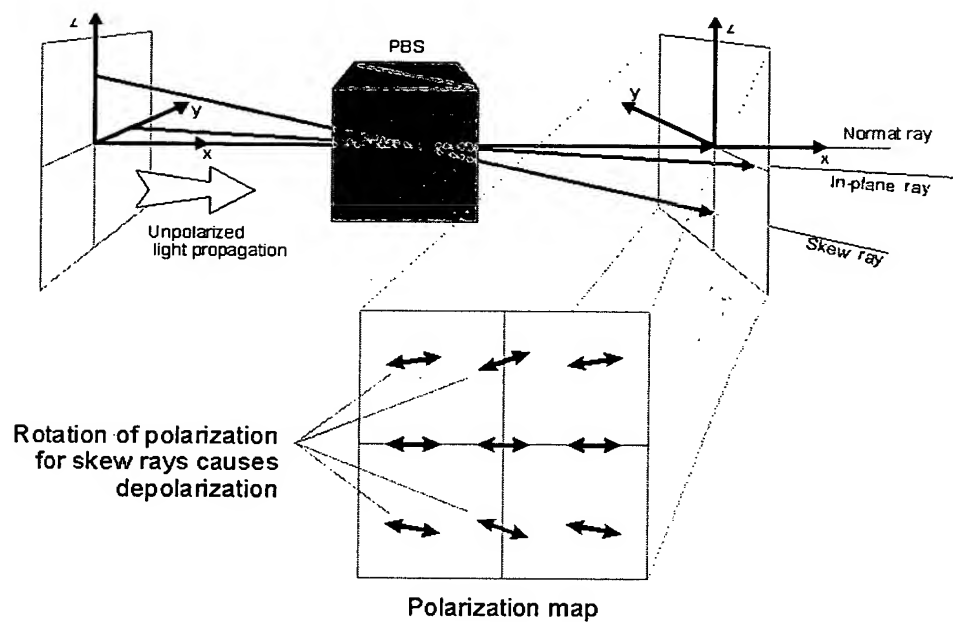 z
z
PBS
y
y
x
x
Normal ray
In-plane ray
Skew ray
Unpolarized
light propagation
Rotation of polarization
for skew rays causes
depolarization
Polarization map